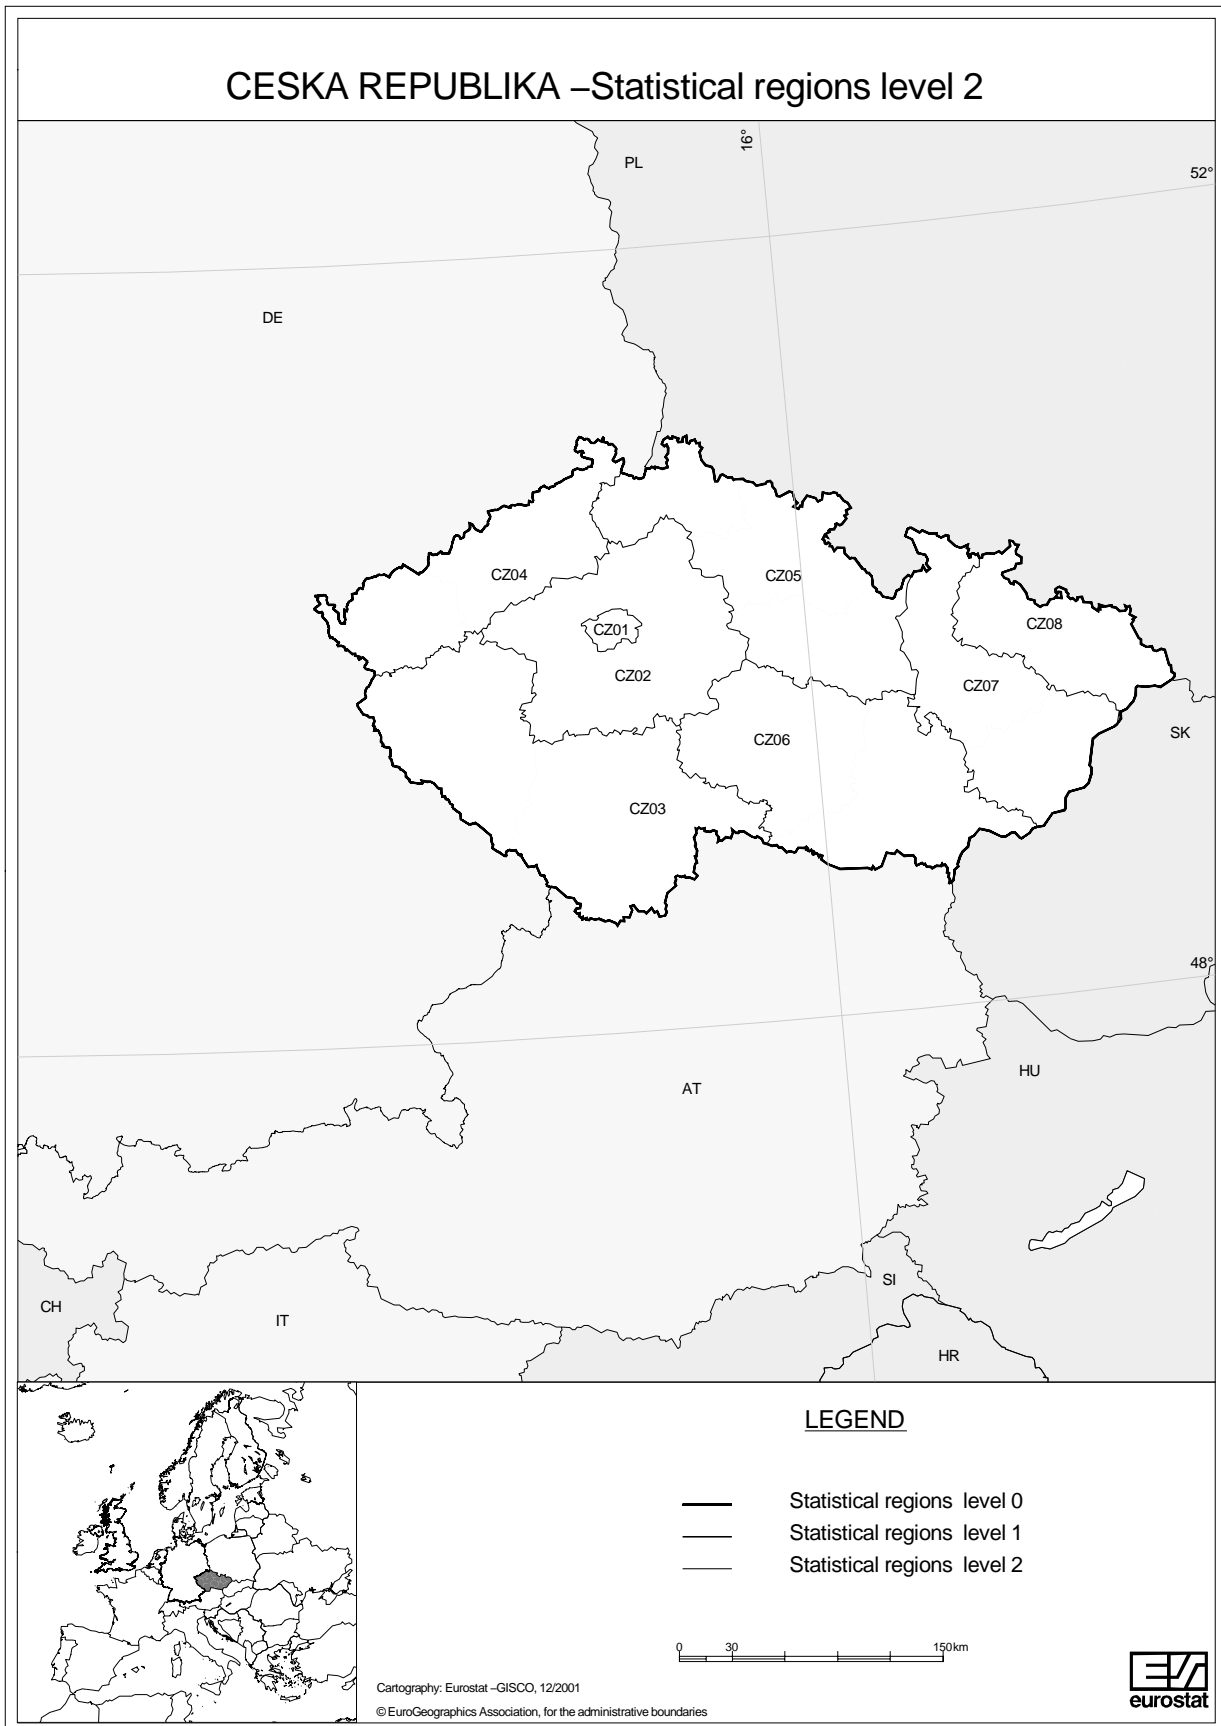 CESKA REPUBLIKA –Statistical regions level 2
16°
PL
52°
DE
CZ04
CZ05
CZ01
CZ08
CZ02
CZ07
SK
CZ06
CZ03
48°
HU
AT
SI
CH
IT
HR
LEGEND
Statistical regions level 0
Statistical regions level 1
Statistical regions level 2
0 30 150 km
Cartography: Eurostat –GISCO, 12/2001
© EuroGeographics Association, for the administrative boundaries
eurostat